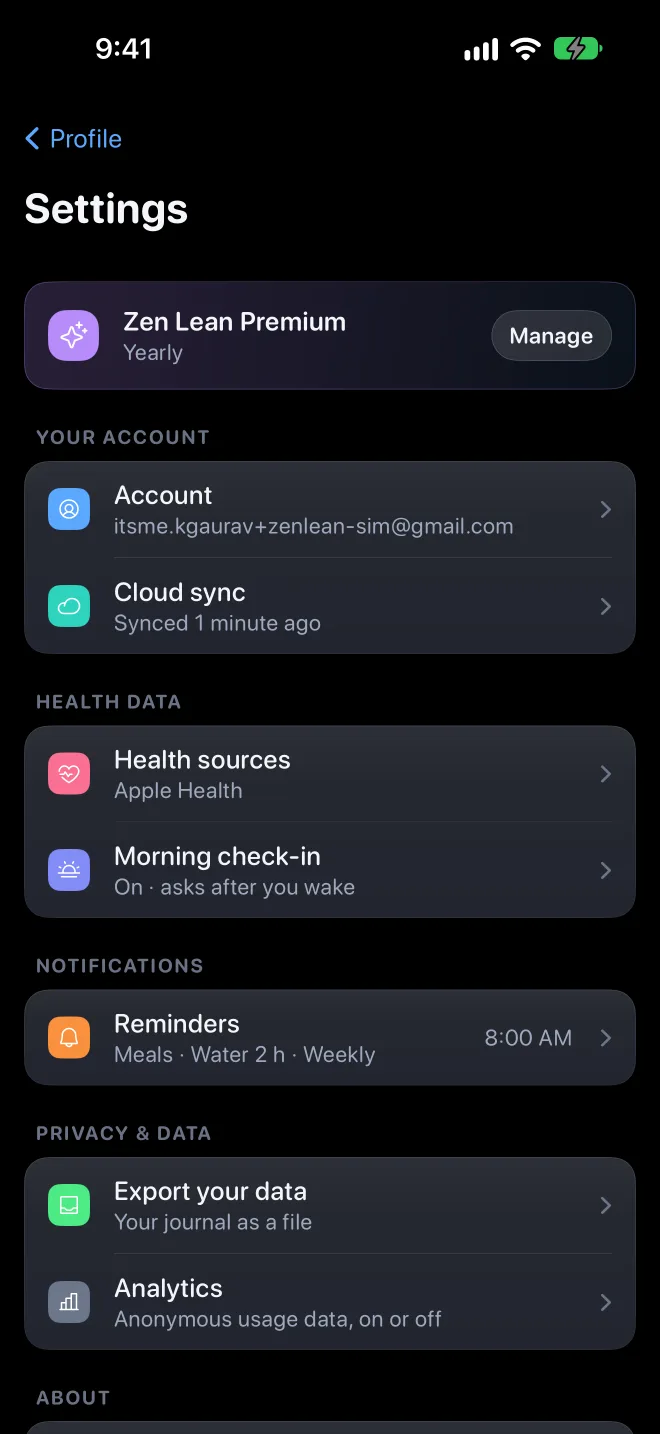 9:41
Profile
Settings
Zen Lean Premium
Yearly
Manage
YOUR ACCOUNT
Account
itsme.kgaurav+zenlean-sim@gmail.com
Cloud sync
Synced 1 minute ago
HEALTH DATA
Health sources
Apple Health
Morning check-in
On · asks after you wake
NOTIFICATIONS
Reminders
Meals · Water 2 h · Weekly
8:00 AM
PRIVACY & DATA
Export your data
Your journal as a file
Analytics
Anonymous usage data, on or off
ABOUT